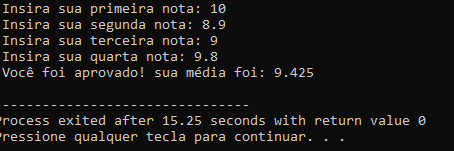 Insira sua primeira nota: 10
Insira sua segunda nota: 8.9
Insira sua terceira nota: 9
Insira sua quarta nota: 9.8
Você foi aprovado! sua média foi: 9.425
--------------------------------
Process exited after 15.25 seconds with return value 0
Pressione qualquer tecla para continuar. . .